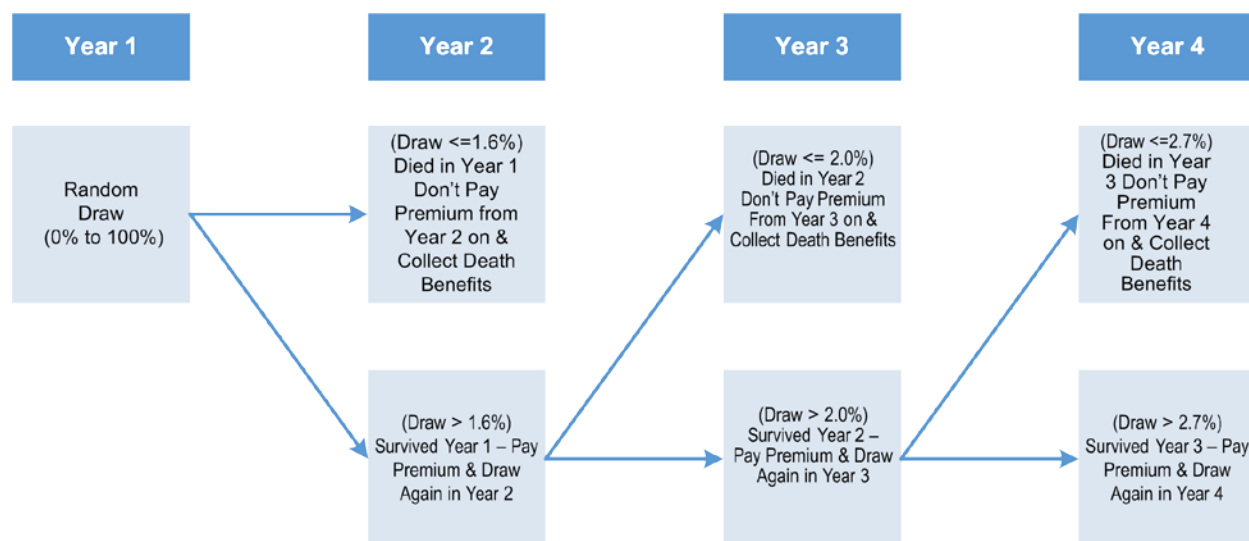 Year 1
Year 2
Year 3
Year 4
Random
Draw
(0% to 100%)
(Draw <=1.6%)
Died in Year 1
Don't Pay
Premium from
Year 2 on &
Collect Death
Benefits
(Draw <= 2.0%)
Died in Year 2
Don't Pay Premium
From Year 3 on &
Collect Death Benefits
(Draw <=2.7%)
Died in Year
3 Don't Pay
Premium
From Year 4
on & Collect
Death
Benefits
(Draw > 1.6%)
Survived Year 1 – Pay
Premium & Draw
Again in Year 2
(Draw > 2.0%)
Survived Year 2 –
Pay Premium & Draw
Again in Year 3
(Draw > 2.7%)
Survived Year 3 – Pay
Premium & Draw
Again in Year 4